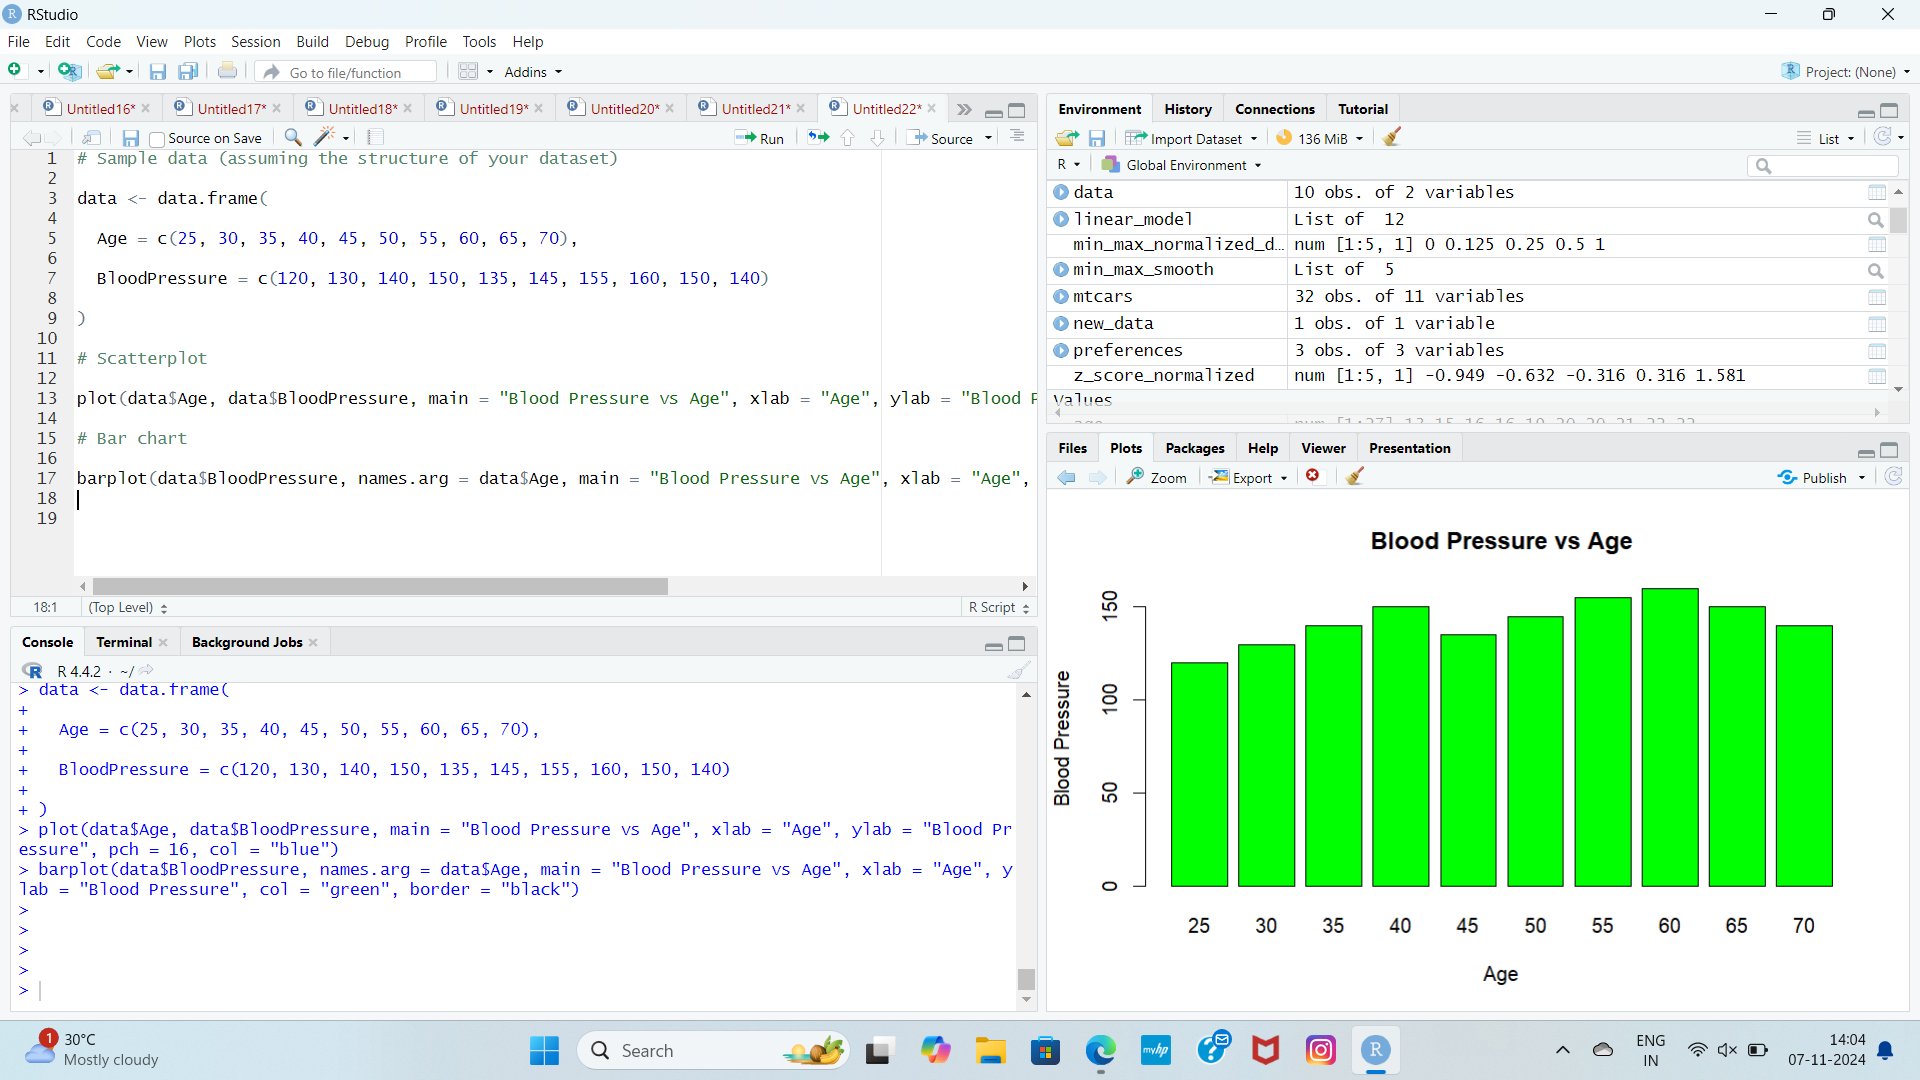 RStudio
File Edit Code View Plots Session Build Debug Profile Tools Help
Go to file/function Addins Project: (None)
Untitled16* Untitled17* Untitled18* Untitled19* Untitled20* Untitled21* Untitled22*
Source on Save Run Source
1 # Sample data (assuming the structure of your dataset)
2
3 data <- data.frame(
4
5 Age = c(25, 30, 35, 40, 45, 50, 55, 60, 65, 70),
6
7 BloodPressure = c(120, 130, 140, 150, 135, 145, 155, 160, 150, 140)
8
9 )
10
11 # Scatterplot
12
13 plot(data$Age, data$BloodPressure, main = "Blood Pressure vs Age", xlab = "Age", ylab = "Blood P
14
15 # Bar chart
16
17 barplot(data$BloodPressure, names.arg = data$Age, main = "Blood Pressure vs Age", xlab = "Age",
18
19
18:1 (Top Level) R Script
Console Terminal Background Jobs
R R 4.4.2 · ~/
> data <- data.frame(
+
+ Age = c(25, 30, 35, 40, 45, 50, 55, 60, 65, 70),
+
+ BloodPressure = c(120, 130, 140, 150, 135, 145, 155, 160, 150, 140)
+
+ )
> plot(data$Age, data$BloodPressure, main = "Blood Pressure vs Age", xlab = "Age", ylab = "Blood Pr
essure", pch = 16, col = "blue")
> barplot(data$BloodPressure, names.arg = data$Age, main = "Blood Pressure vs Age", xlab = "Age", y
lab = "Blood Pressure", col = "green", border = "black")
>
>
>
>
>
Environment History Connections Tutorial
Import Dataset 136 MiB List
R Global Environment
data 10 obs. of 2 variables
linear_model List of 12
min_max_normalized_d… num [1:5, 1] 0 0.125 0.25 0.5 1
min_max_smooth List of 5
mtcars 32 obs. of 11 variables
new_data 1 obs. of 1 variable
preferences 3 obs. of 3 variables
z_score_normalized num [1:5, 1] -0.949 -0.632 -0.316 0.316 1.581
Values
Files Plots Packages Help Viewer Presentation
Zoom Export Publish
Blood Pressure vs Age
Blood Pressure
150
100
50
0
25 30 35 40 45 50 55 60 65 70
Age
1 30°C
Mostly cloudy
Search
myhp
R
ENG
IN
14:04
07-11-2024